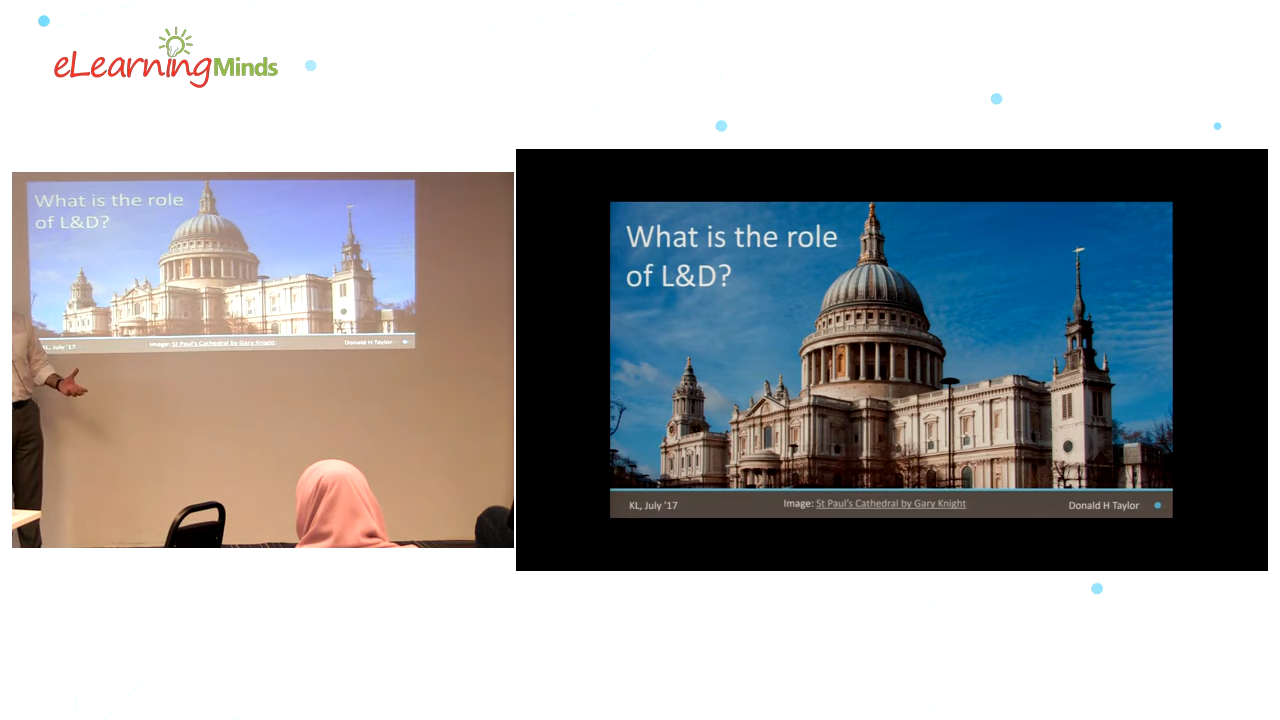 eLearningMinds
What is the role
of L&D?
KL, July '17
Image: St Paul's Cathedral by Gary Knight
Donald H Taylor
What is the role
of L&D?
KL, July '17
Image: St Paul's Cathedral by Gary Knight
Donald H Taylor